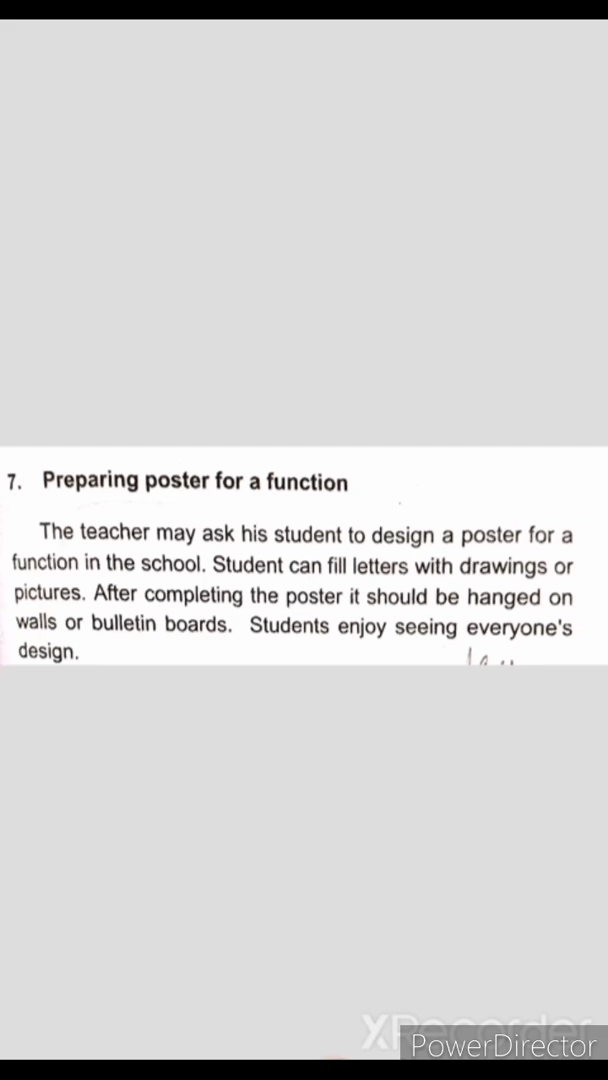 7. Preparing poster for a function
The teacher may ask his student to design a poster for a
function in the school. Student can fill letters with drawings or
pictures. After completing the poster it should be hanged on
walls or bulletin boards. Students enjoy seeing everyone's
design.
XRecorder
PowerDirector